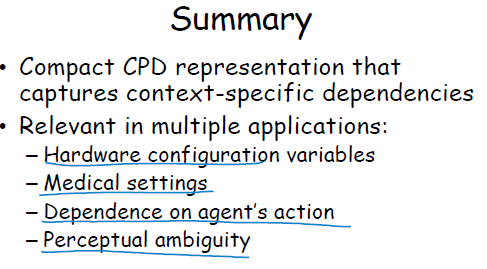 Summary
• Compact CPD representation that
captures context-specific dependencies
• Relevant in multiple applications:
– Hardware configuration variables
– Medical settings
– Dependence on agent's action
– Perceptual ambiguity